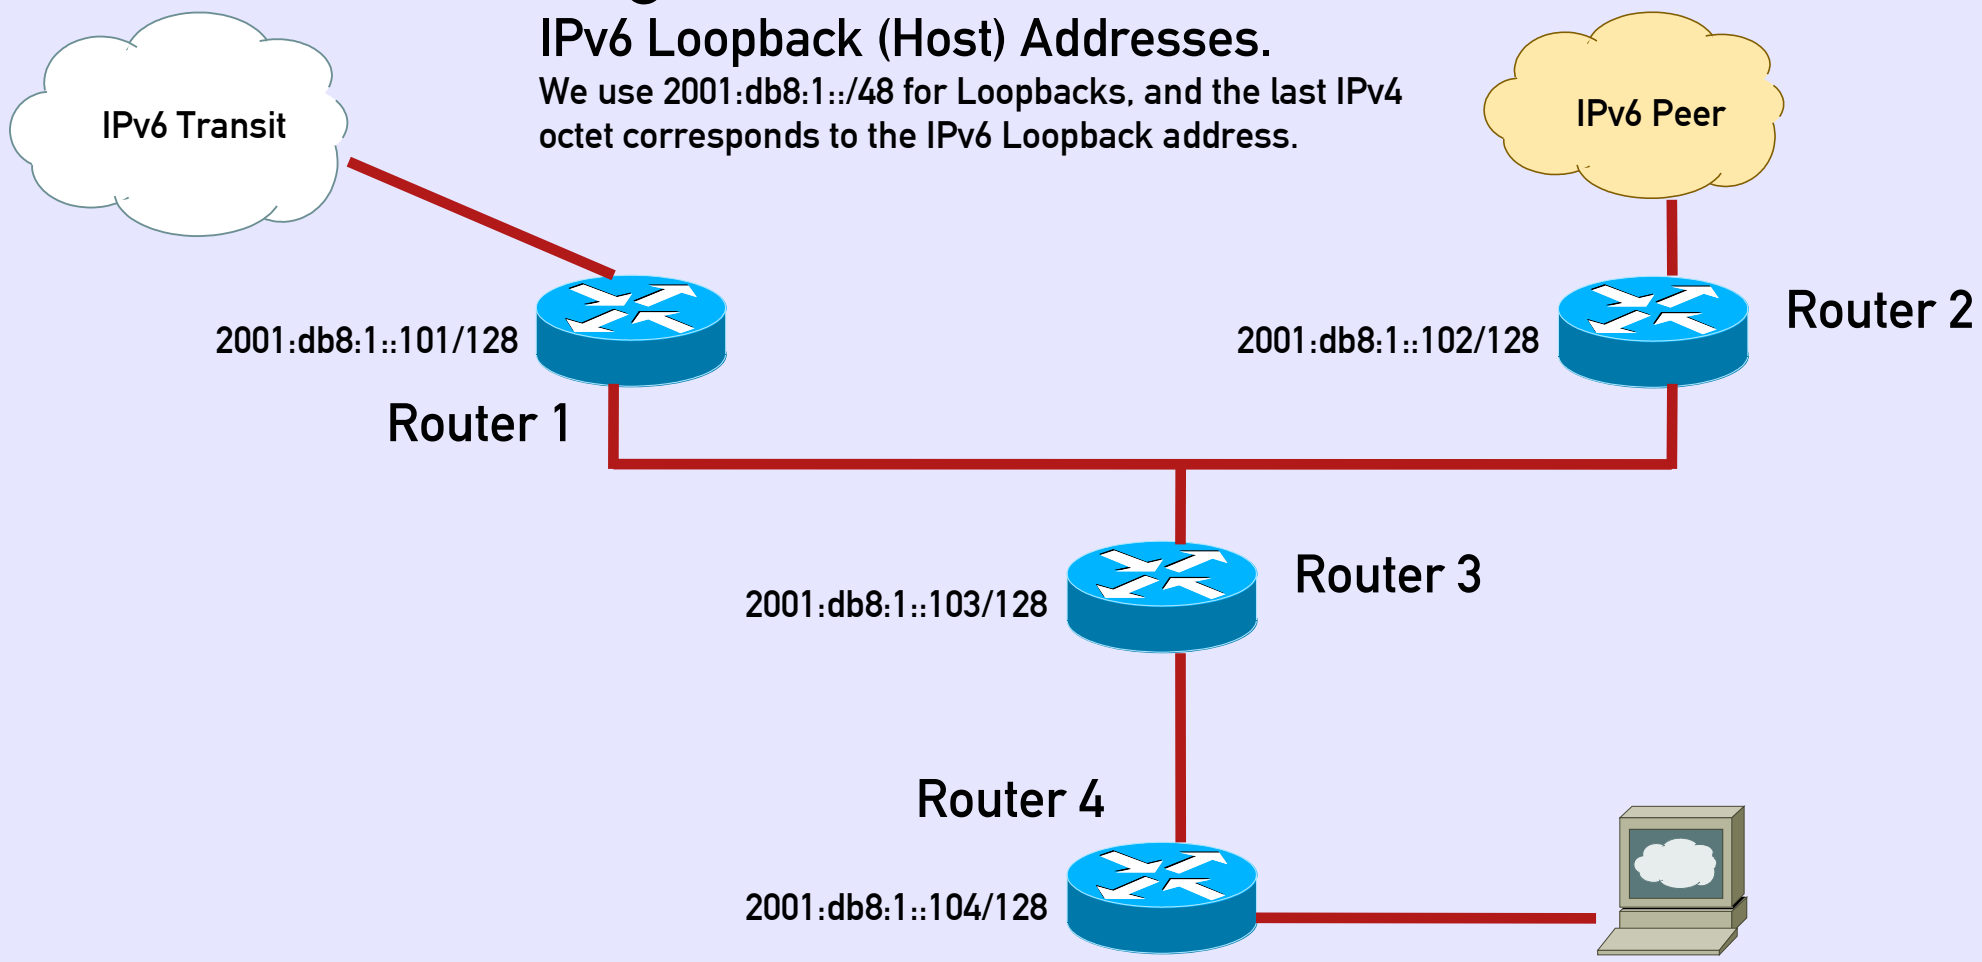 IPv6 Loopback (Host) Addresses.
We use 2001:db8:1::/48 for Loopbacks, and the last IPv4
octet corresponds to the IPv6 Loopback address.
IPv6 Transit
IPv6 Peer
2001:db8:1::101/128
Router 1
2001:db8:1::102/128
Router 2
Router 3
2001:db8:1::103/128
Router 4
2001:db8:1::104/128